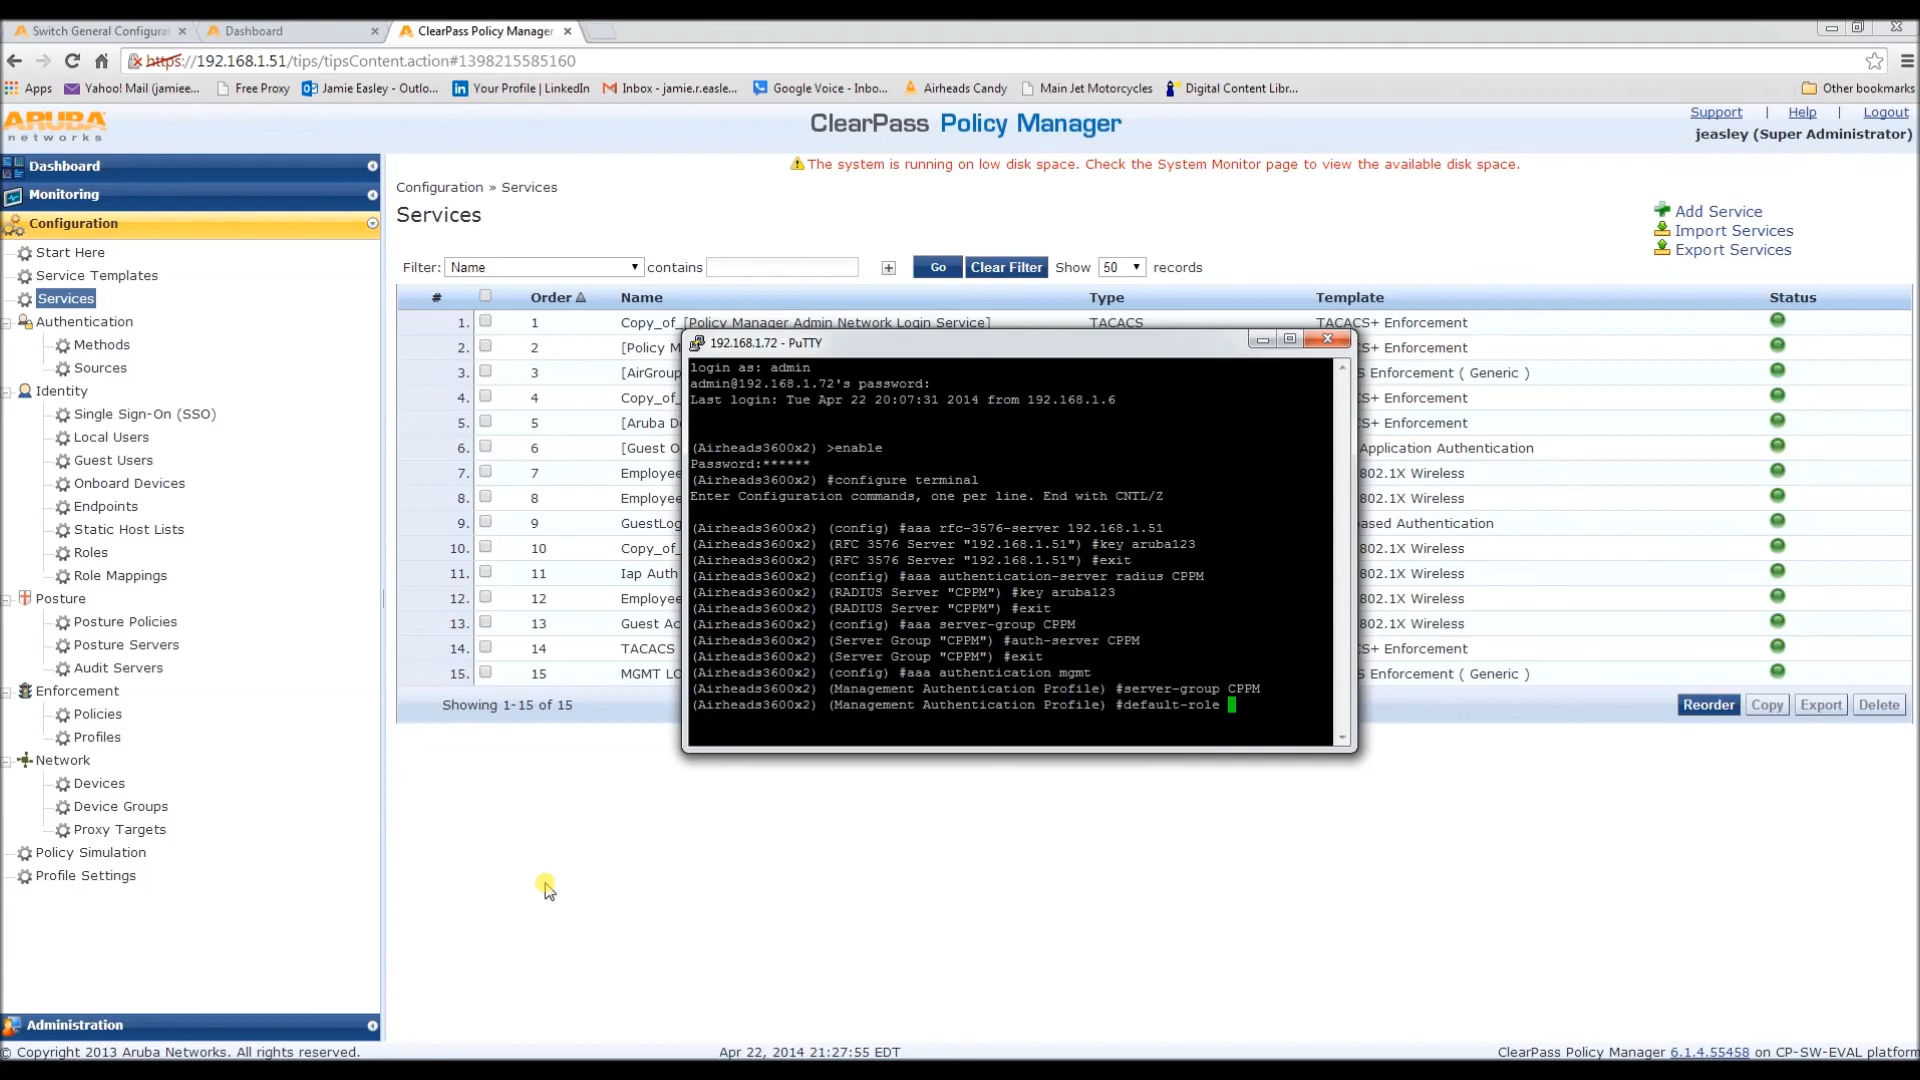 Switch General Configurat
Dashboard
ClearPass Policy Manager
https://192.168.1.51/tips/tipsContent.action#1398215585160
Apps
Yahoo! Mail (jamiee...
Free Proxy
Jamie Easley - Outlo...
Your Profile | LinkedIn
Inbox - jamie.r.easle...
Google Voice - Inbo...
Airheads Candy
Main Jet Motorcycles
Digital Content Libr...
Other bookmarks
ARUBA
networks
ClearPass Policy Manager
Support | Help | Logout
jeasley (Super Administrator)
The system is running on low disk space. Check the System Monitor page to view the available disk space.
Dashboard
Monitoring
Configuration
Start Here
Service Templates
Services
Authentication
Methods
Sources
Identity
Single Sign-On (SSO)
Local Users
Guest Users
Onboard Devices
Endpoints
Static Host Lists
Roles
Role Mappings
Posture
Posture Policies
Posture Servers
Audit Servers
Enforcement
Policies
Profiles
Network
Devices
Device Groups
Proxy Targets
Policy Simulation
Profile Settings
Administration
Configuration » Services
Services
Add Service
Import Services
Export Services
Filter: Name contains + Go Clear Filter Show 50 records
# Order Name Type Template Status
1. 1 Copy_of_[Policy Manager Admin Network Login Service] TACACS TACACS+ Enforcement
2. 2 [Policy M CS+ Enforcement
3. 3 [AirGroup S Enforcement ( Generic )
4. 4 Copy_of_ CS+ Enforcement
5. 5 [Aruba De CS+ Enforcement
6. 6 [Guest O Application Authentication
7. 7 Employee 802.1X Wireless
8. 8 Employee 802.1X Wireless
9. 9 GuestLog based Authentication
10. 10 Copy_of_ 802.1X Wireless
11. 11 Iap Auth 802.1X Wireless
12. 12 Employee 802.1X Wireless
13. 13 Guest Ac 802.1X Wireless
14. 14 TACACS CS+ Enforcement
15. 15 MGMT LO S Enforcement ( Generic )
Showing 1-15 of 15
Reorder Copy Export Delete
192.168.1.72 - PuTTY
login as: admin
admin@192.168.1.72's password:
Last login: Tue Apr 22 20:07:31 2014 from 192.168.1.6
(Airheads3600x2) >enable
Password:******
(Airheads3600x2) #configure terminal
Enter Configuration commands, one per line. End with CNTL/Z
(Airheads3600x2) (config) #aaa rfc-3576-server 192.168.1.51
(Airheads3600x2) (RFC 3576 Server "192.168.1.51") #key aruba123
(Airheads3600x2) (RFC 3576 Server "192.168.1.51") #exit
(Airheads3600x2) (config) #aaa authentication-server radius CPPM
(Airheads3600x2) (RADIUS Server "CPPM") #key aruba123
(Airheads3600x2) (RADIUS Server "CPPM") #exit
(Airheads3600x2) (config) #aaa server-group CPPM
(Airheads3600x2) (Server Group "CPPM") #auth-server CPPM
(Airheads3600x2) (Server Group "CPPM") #exit
(Airheads3600x2) (config) #aaa authentication mgmt
(Airheads3600x2) (Management Authentication Profile) #server-group CPPM
(Airheads3600x2) (Management Authentication Profile) #default-role
© Copyright 2013 Aruba Networks. All rights reserved.
Apr 22, 2014 21:27:55 EDT
ClearPass Policy Manager 6.1.4.55458 on CP-SW-EVAL platform